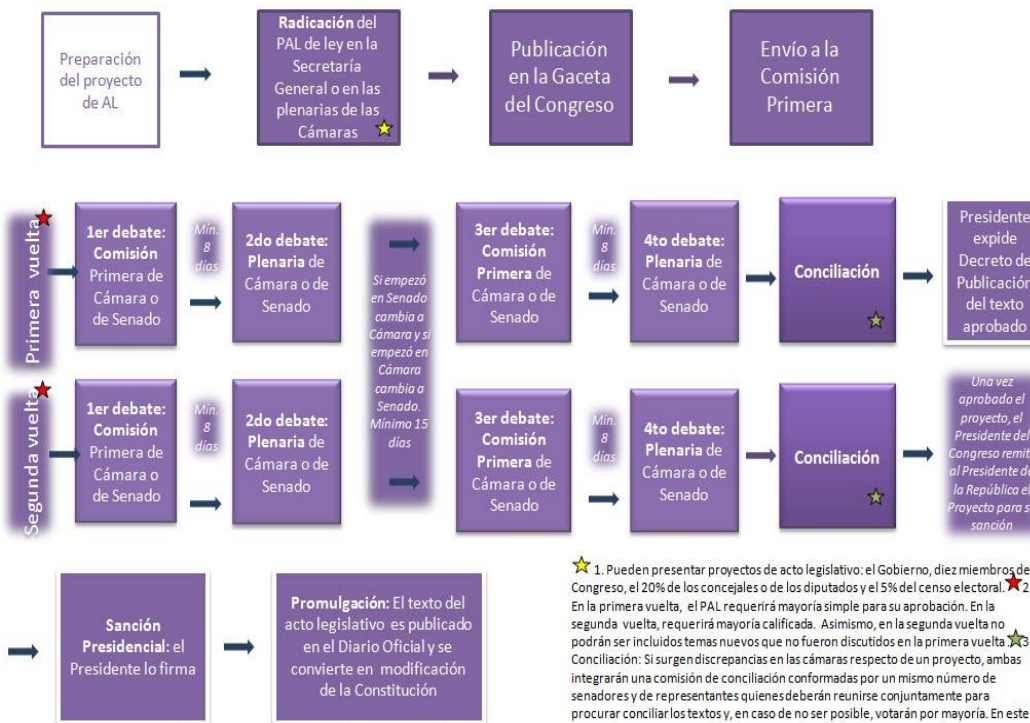 Preparación
del proyecto
de AL
Radicación del
PAL de ley en la
Secretaría
General o en las
plenarias de las
Cámaras
Publicación
en la Gaceta
del Congreso
Envío a la
Comisión
Primera
Primera vuelta
1er debate:
Comisión
Primera de
Cámara o
de Senado
Mín.
8
días
2do debate:
Plenaria de
Cámara o de
Senado
Si empezó
en Senado
cambia a
Cámara y si
empezó en
Cámara
cambia a
Senado.
Mínimo 15
días
3er debate:
Comisión
Primera de
Cámara o de
Senado
Mín.
8
días
4to debate:
Plenaria de
Cámara o de
Senado
Conciliación
Presidente
expide
Decreto de
Publicación
del texto
aprobado
Segunda vuelta
1er debate:
Comisión
Primera de
Cámara o
de Senado
Mín.
8
días
2do debate:
Plenaria de
Cámara o de
Senado
3er debate:
Comisión
Primera de
Cámara o de
Senado
Mín.
8
días
4to debate:
Plenaria de
Cámara o de
Senado
Conciliación
Una vez
aprobado el
proyecto, el
Presidente del
Congreso remit
al Presidente de
la República el
Proyecto para s
sanción
Sanción
Presidencial: el
Presidente lo firma
Promulgación: El texto del
acto legislativo es publicado
en el Diario Oficial y se
convierte en modificación
de la Constitución
1. Pueden presentar proyectos de acto legislativo: el Gobierno, diez miembros de
Congreso, el 20% de los concejales o de los diputados y el 5% del censo electoral. 2
En la primera vuelta, el PAL requerirá mayoría simple para su aprobación. En la
segunda vuelta, requerirá mayoría calificada. Asimismo, en la segunda vuelta no
podrán ser incluidos temas nuevos que no fueron discutidos en la primera vuelta. 3
Conciliación: Si surgen discrepancias en las cámaras respecto de un proyecto, ambas
integrarán una comisión de conciliación conformadas por un mismo número de
senadores y de representantes quienes deberán reunirse conjuntamente para
procurar conciliar los textos y, en caso de no ser posible, votarán por mayoría. En este